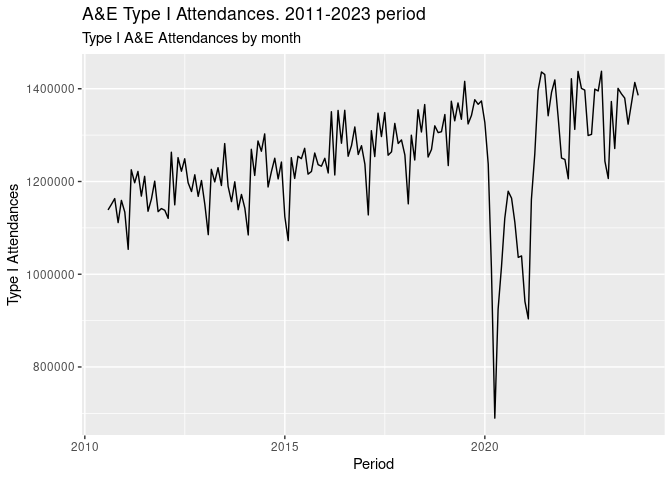 A&E Type I Attendances. 2011-2023 period
Type I A&E Attendances by month
Type I Attendances
1400000
1200000
1000000
800000
2010
2015
2020
Period